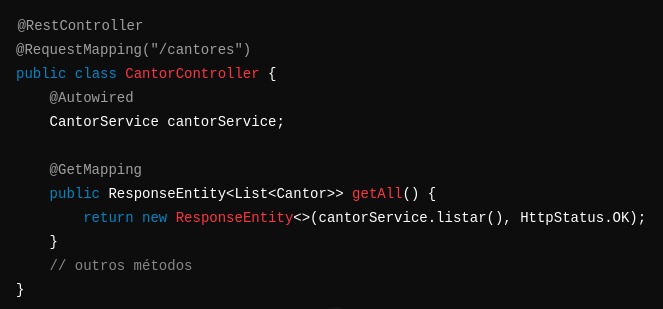 @RestController
@RequestMapping("/cantores")
public class CantorController {
    @Autowired
    CantorService cantorService;

    @GetMapping
    public ResponseEntity<List<Cantor>> getAll() {
        return new ResponseEntity<>(cantorService.listar(), HttpStatus.OK);
    }
    // outros métodos
}